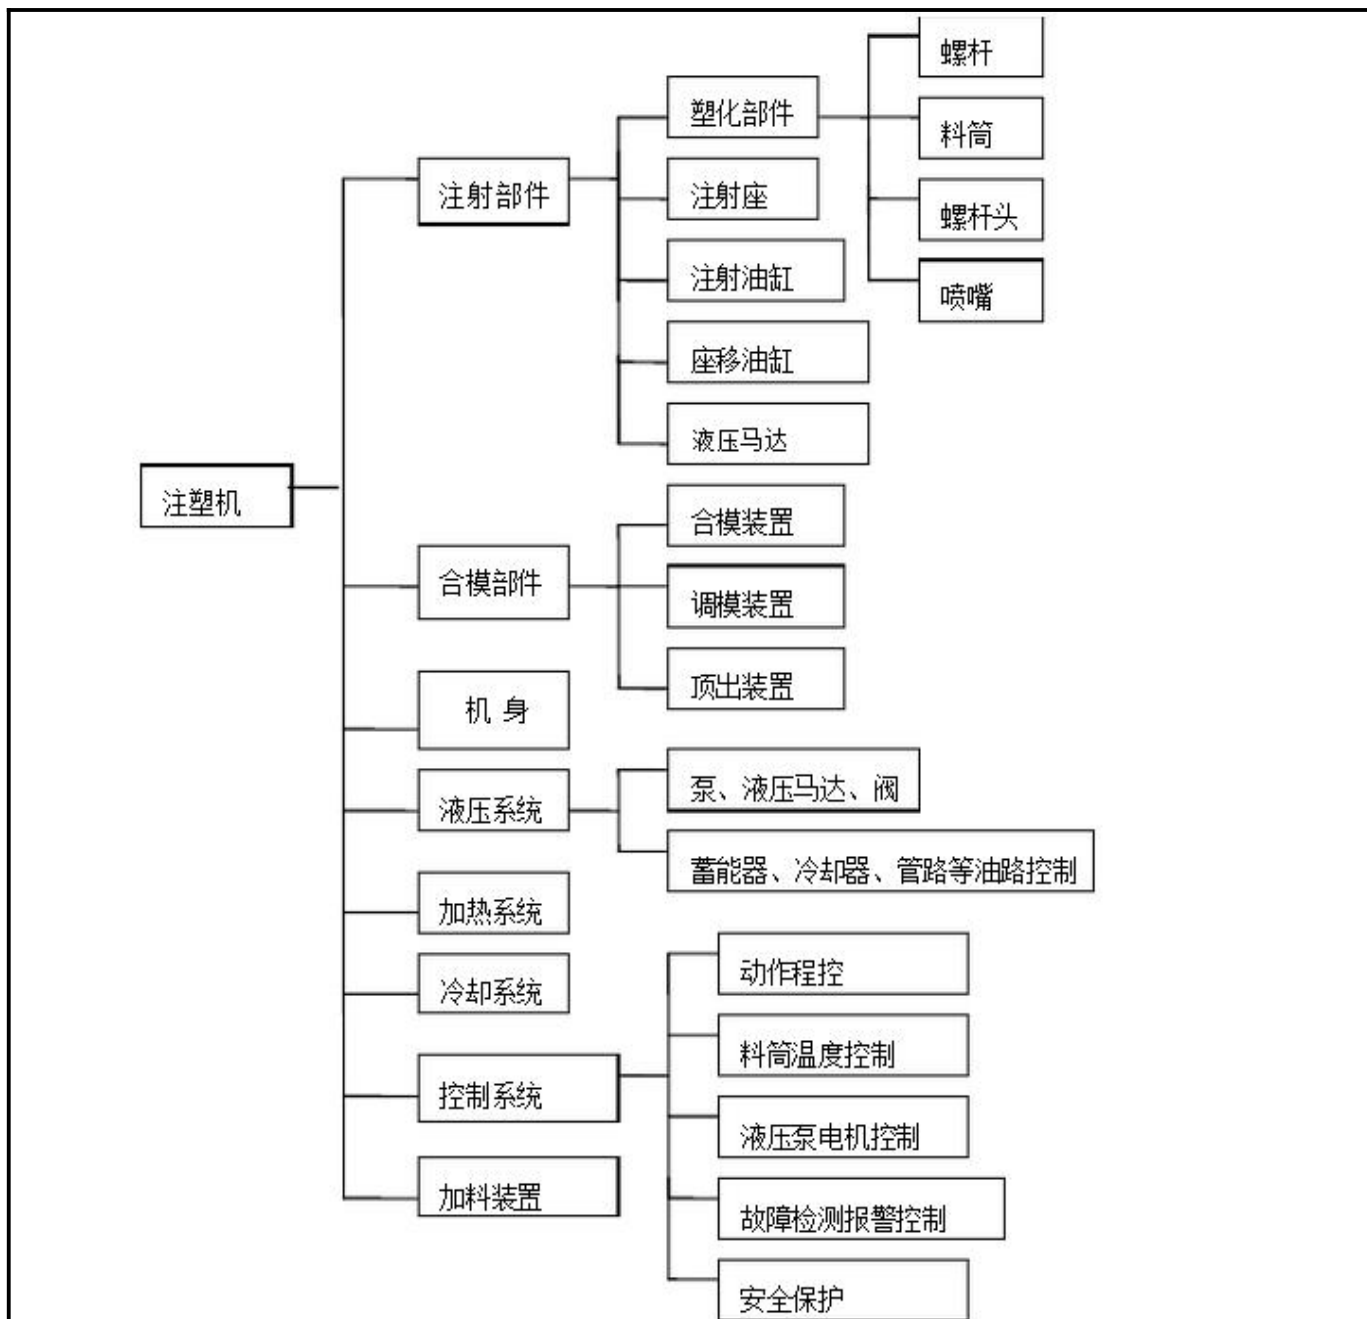 螺杆
塑化部件
料筒
注射部件
注射座
螺杆头
注射油缸
喷嘴
座移油缸
液压马达
注塑机
合模装置
合模部件
调模装置
顶出装置
机 身
泵、液压马达、阀
液压系统
蓄能器、冷却器、管路等油路控制
加热系统
动作程控
冷却系统
料筒温度控制
控制系统
液压泵电机控制
加料装置
故障检测报警控制
安全保护